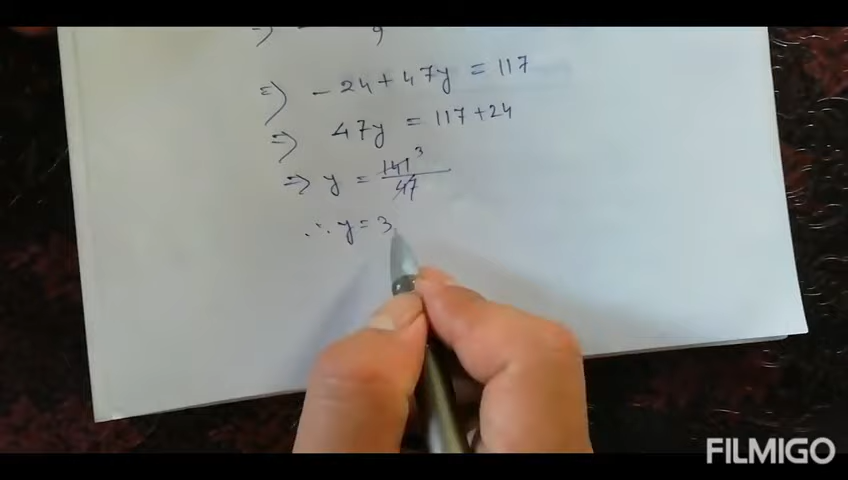 ⇒ -24+47y = 117
⇒ 47y = 117+24
⇒ y = 141³/47
∴ y = 3
FILMIGO